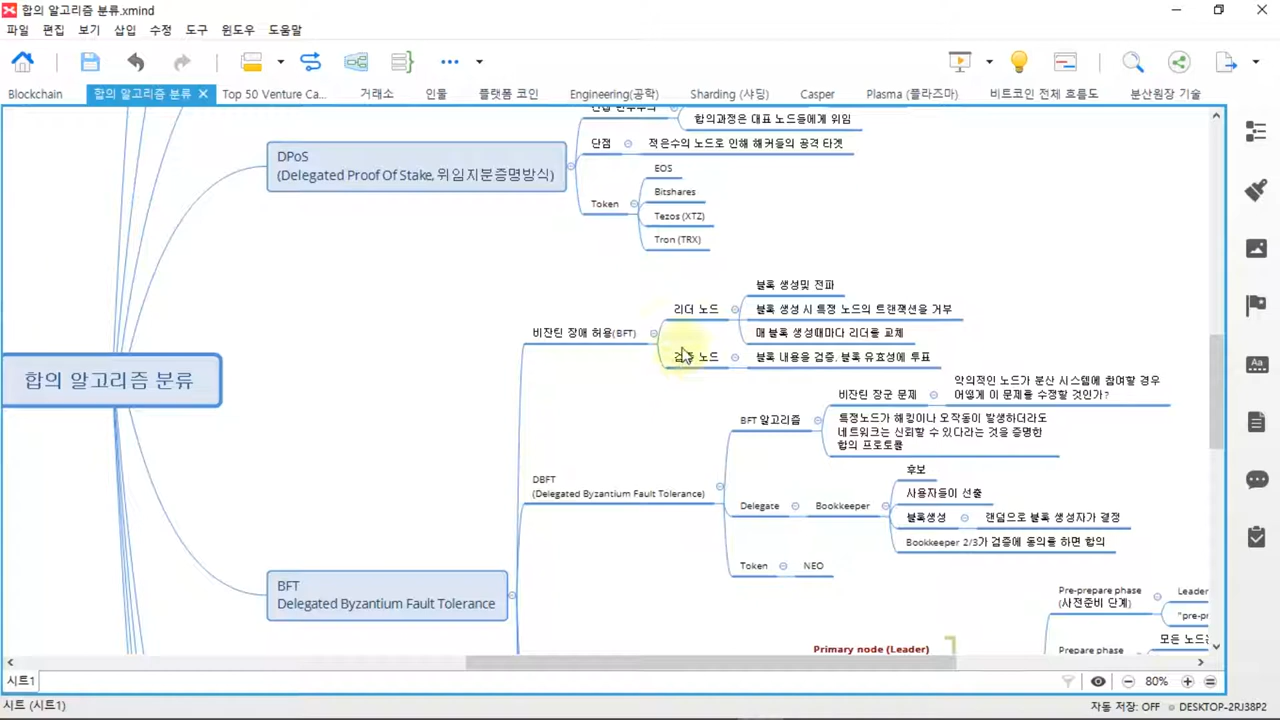 합의 알고리즘 분류.xmind
파일 편집 보기 삽입 수정 도구 윈도우 도움말
Blockchain 합의 알고리즘 분류 Top 50 Venture Ca... 거래소 인물 플랫폼 코인 Engineering(공학) Sharding (샤딩) Casper Plasma (플라즈마) 비트코인 전체 흐름도 분산원장 기술
합의과정은 대표 노드들에게 위임
DPoS
(Delegated Proof Of Stake, 위임지분증명방식)
단점 적은수의 노드로 인해 해커들의 공격 타겟
Token
EOS
Bitshares
Tezos (XTZ)
Tron (TRX)
합의 알고리즘 분류
비잔틴 장애 허용(BFT)
리더 노드
블록 생성및 전파
블록 생성 시 특정 노드의 트랜잭션을 거부
매 블록 생성때마다 리더를 교체
노드 블록 내용을 검증, 블록 유효성에 투표
DBFT
(Delegated Byzantium Fault Tolerance)
BFT 알고리즘
비잔틴 장군 문제
악의적인 노드가 분산 시스템에 참여할 경우
어떻게 이 문제를 수정할 것인가?
특정노드가 해킹이나 오작동이 발생하더라도
네트워크는 신뢰할 수 있다라는 것을 증명한
합의 프로토콜
Delegate Bookkeeper
후보
사용자들이 선출
블록생성 랜덤으로 블록 생성자가 결정
Bookkeeper 2/3가 검증에 동의를 하면 합의
Token NEO
BFT
Delegated Byzantium Fault Tolerance
Pre-prepare phase
(사전준비 단계)
Leader
"pre-pr
Primary node (Leader)
Prepare phase
모든 노드는
시트1
80%
시트 (시트1)
자동 저장: OFF DESKTOP-2RJ38P2